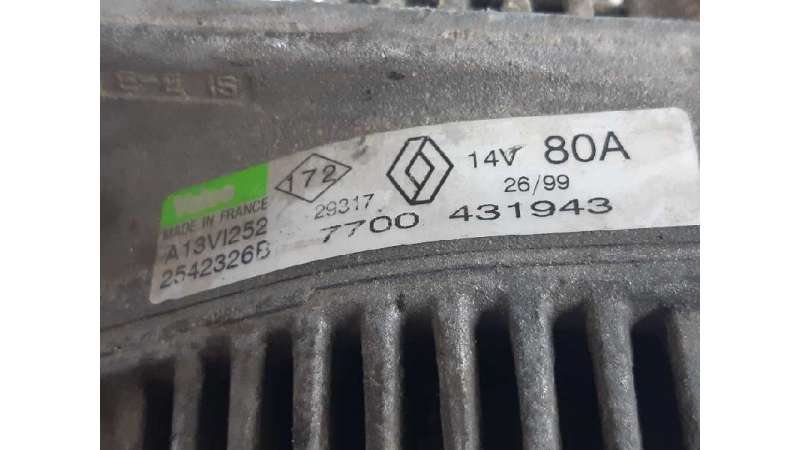 Valeo
MADE IN FRANCE
A13VI252
2542326B
172
29317
14V 80A
26/99
7700 431943